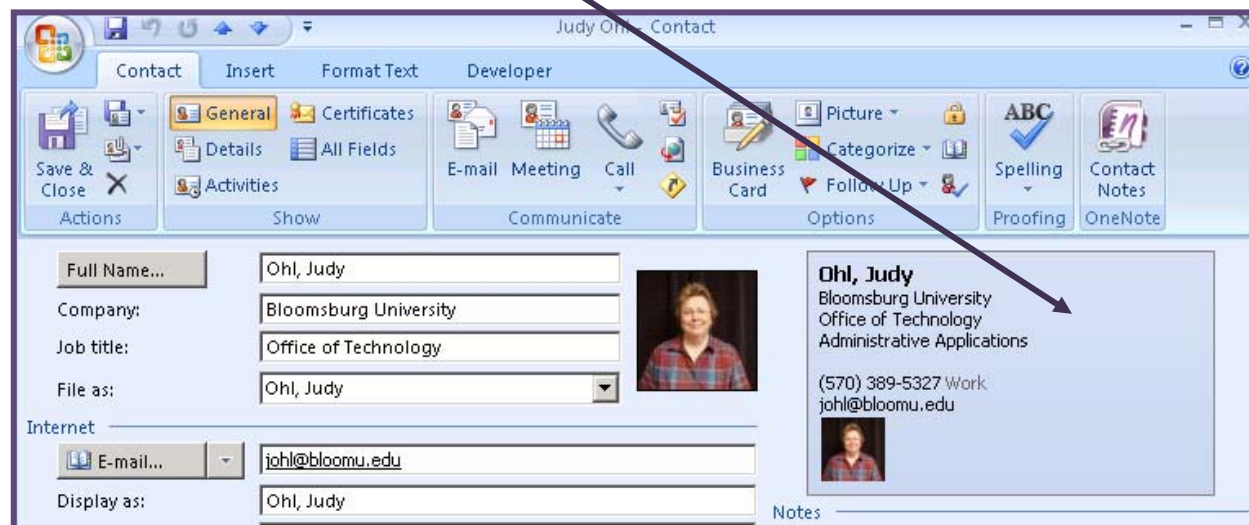 Judy Ohl - Contact
Contact Insert Format Text Developer
Save & Close
General
Details
Activities
Certificates
All Fields
E-mail
Meeting
Call
Business Card
Picture
Categorize
Follow Up
ABC
Spelling
Contact Notes
Actions Show Communicate Options Proofing OneNote
Full Name... Ohl, Judy
Company: Bloomsburg University
Job title: Office of Technology
File as: Ohl, Judy
Internet
E-mail... johl@bloomu.edu
Display as: Ohl, Judy
Ohl, Judy
Bloomsburg University
Office of Technology
Administrative Applications
(570) 389-5327 Work
johl@bloomu.edu
Notes